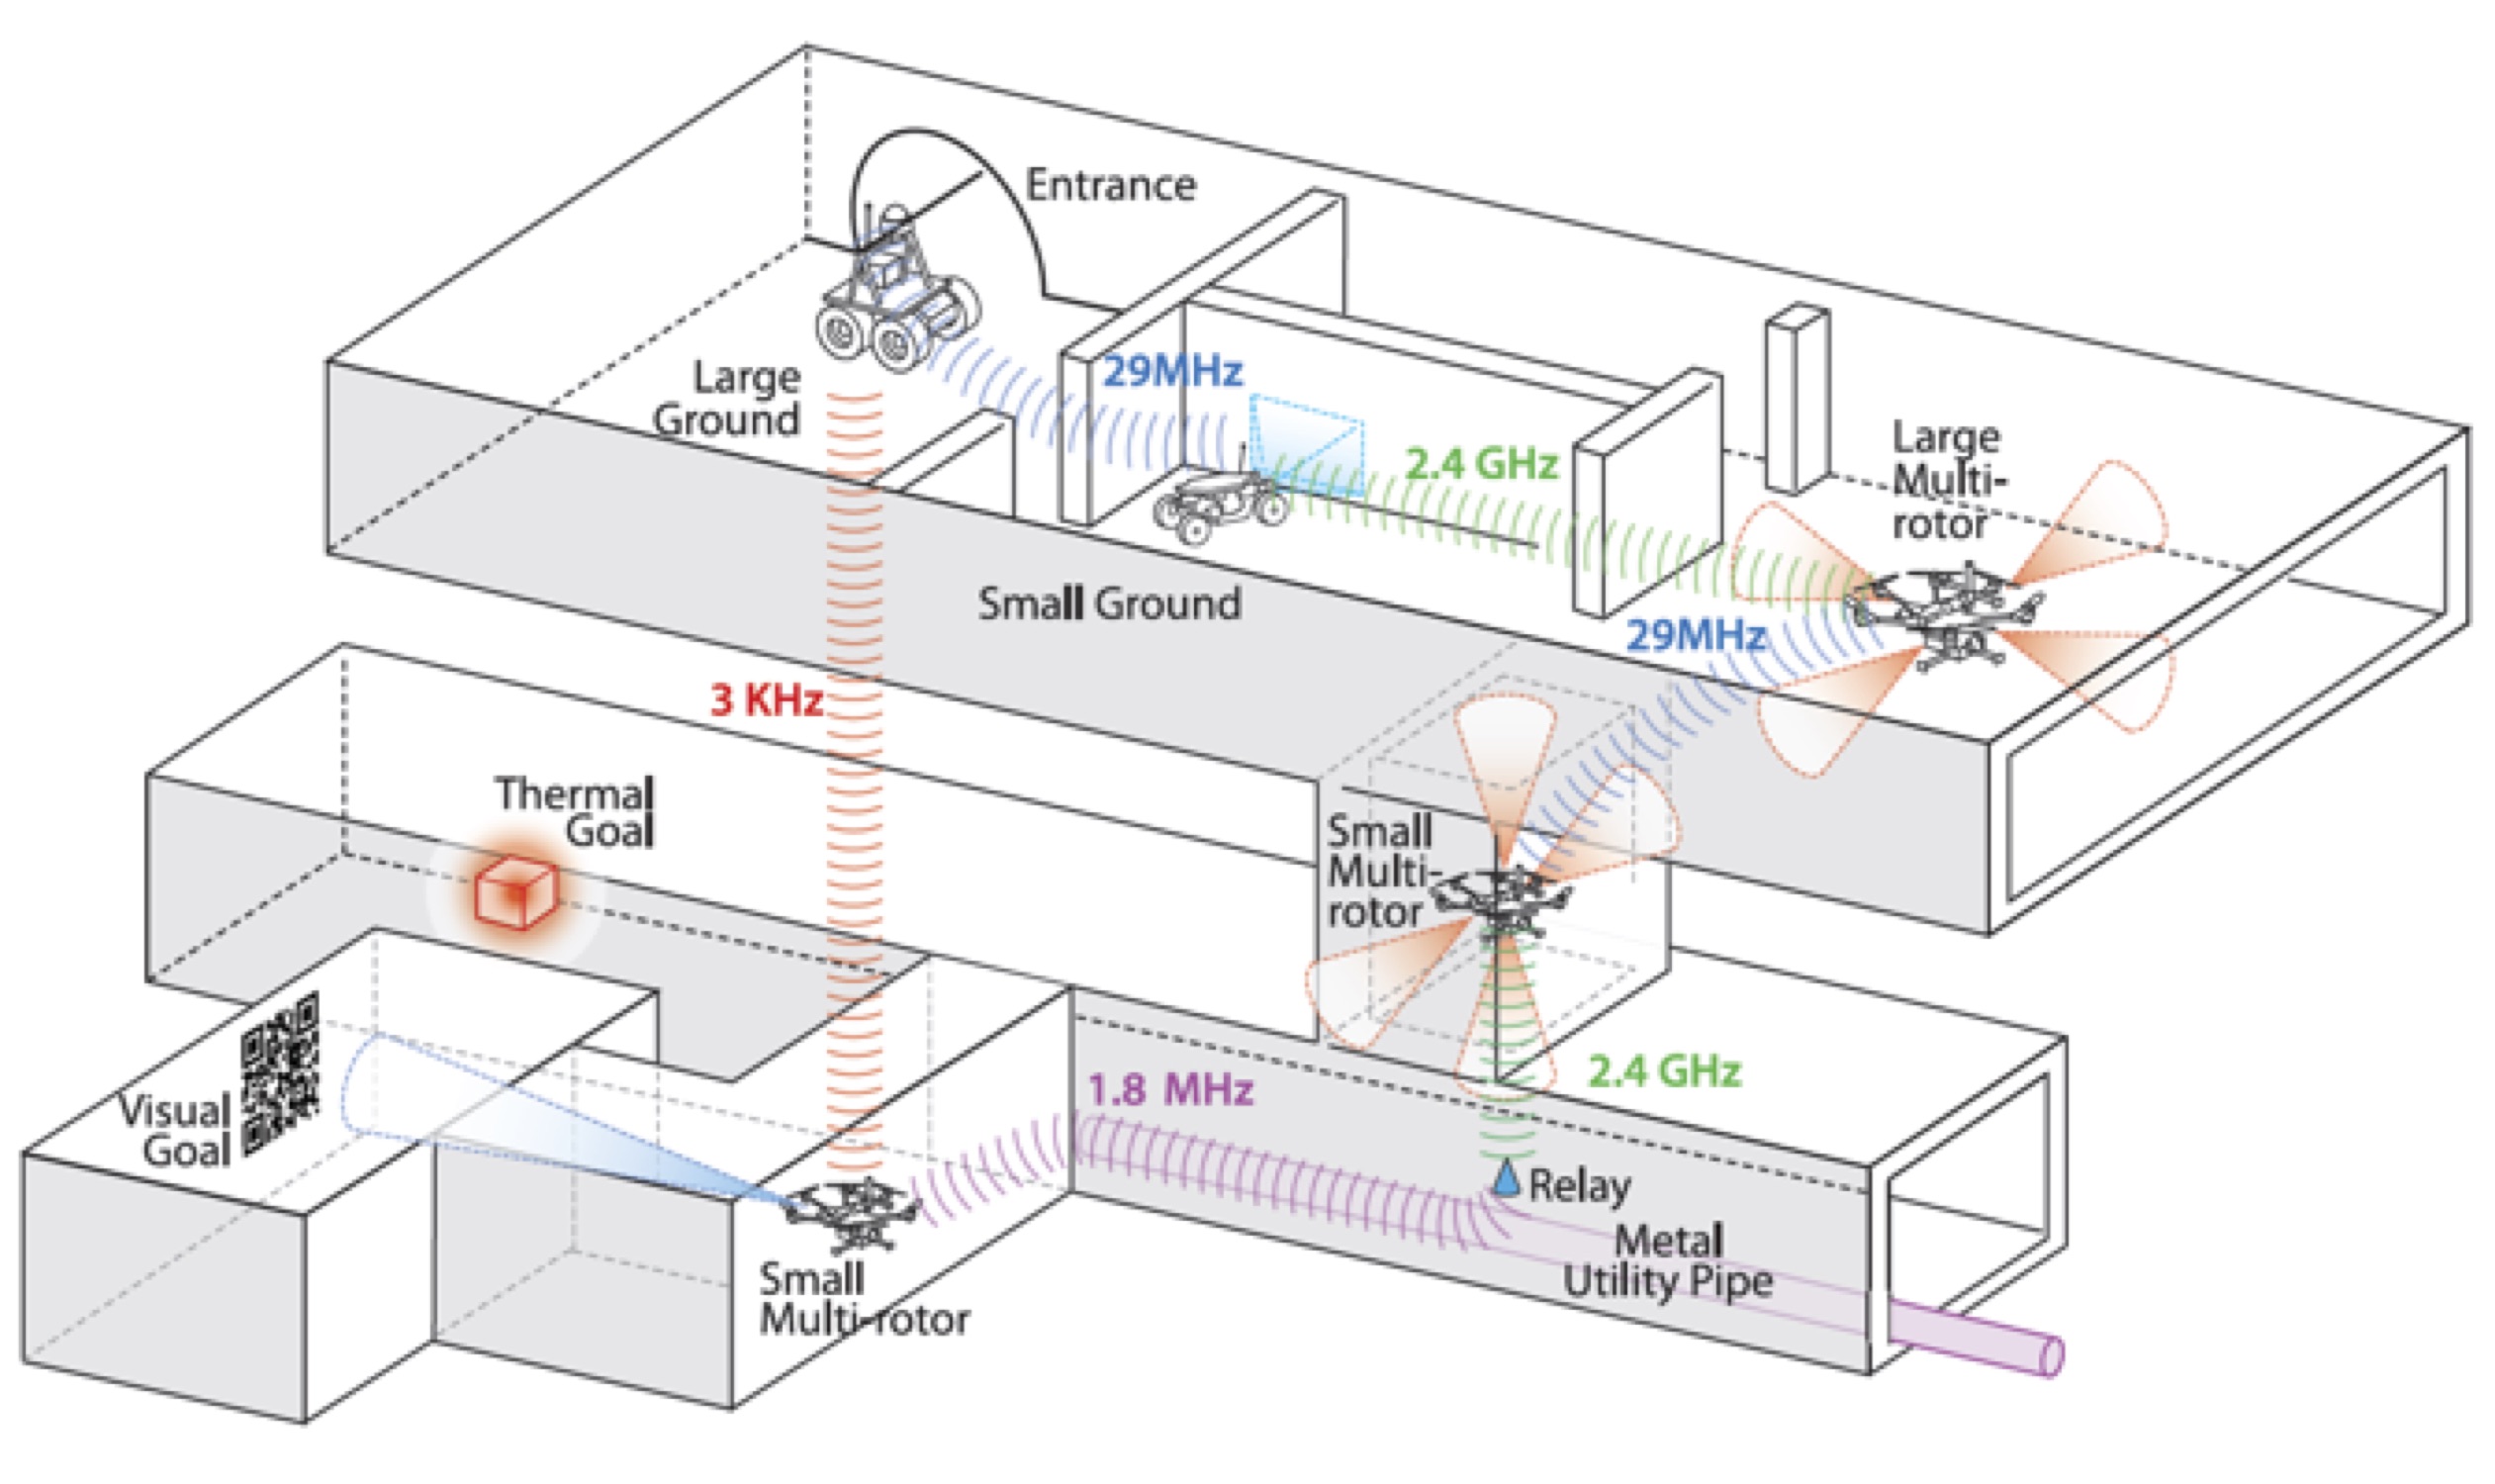 Entrance
29MHz
Large
Ground
2.4 GHz
Large
Multi-
rotor
Small Ground
29MHz
3 KHz
Thermal
Goal
Small
Multi-
rotor
2.4 GHz
1.8 MHz
Visual
Goal
Relay
Metal
Utility Pipe
Small
Multi-rotor